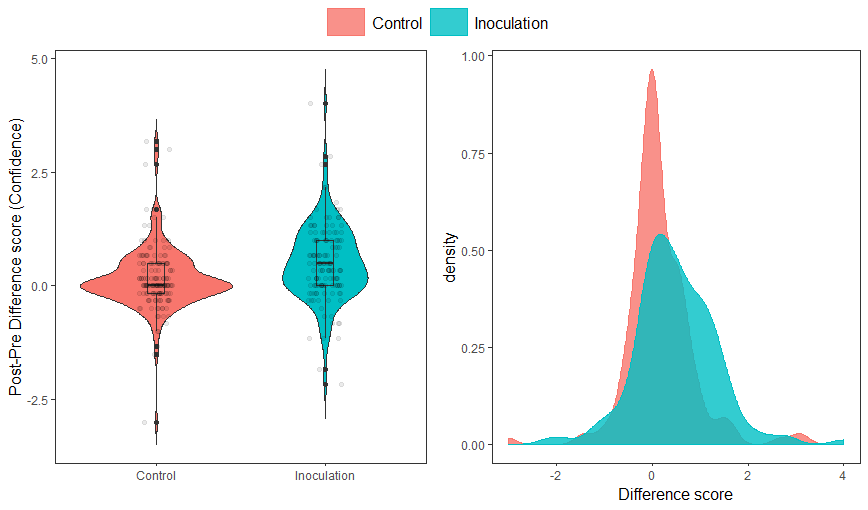 Control Inoculation
Post-Pre Difference score (Confidence)
5.0
2.5
0.0
-2.5
Control Inoculation
density
1.00
0.75
0.50
0.25
0.00
-2 0 2 4
Difference score